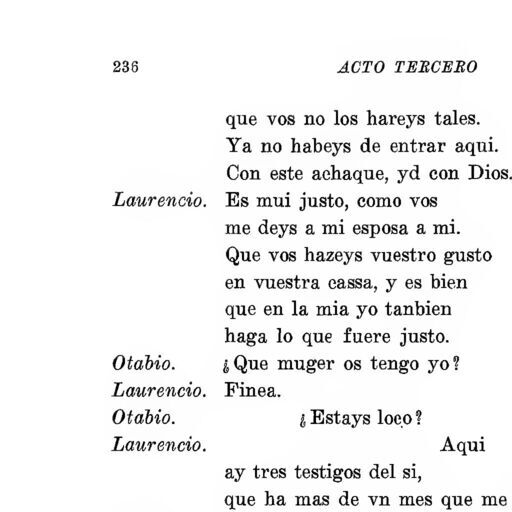 236 ACTO TERCERO
que vos no los hareys tales.
Ya no habeys de entrar aqui.
Con este achaque, yd con Dios.
Laurencio. Es mui justo, como vos
me deys a mi esposa a mi.
Que vos hazeys vuestro gusto
en vuestra cassa, y es bien
que en la mia yo tanbien
haga lo que fuere justo.
Otabio. ¿Que muger os tengo yo?
Laurencio. Finea.
Otabio. ¿Estays loco?
Laurencio. Aqui
ay tres testigos del si,
que ha mas de vn mes que me